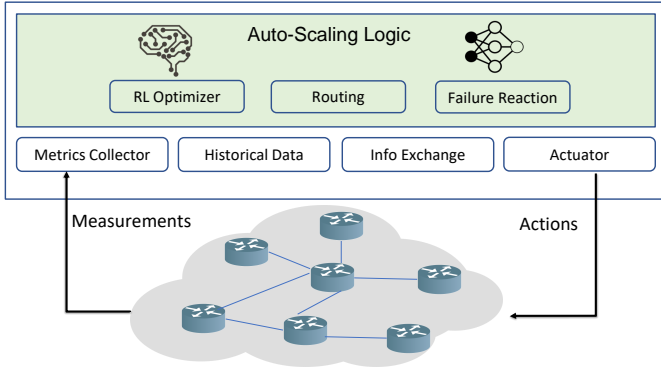 Auto-Scaling Logic
RL Optimizer
Routing
Failure Reaction
Metrics Collector
Historical Data
Info Exchange
Actuator
Measurements
Actions